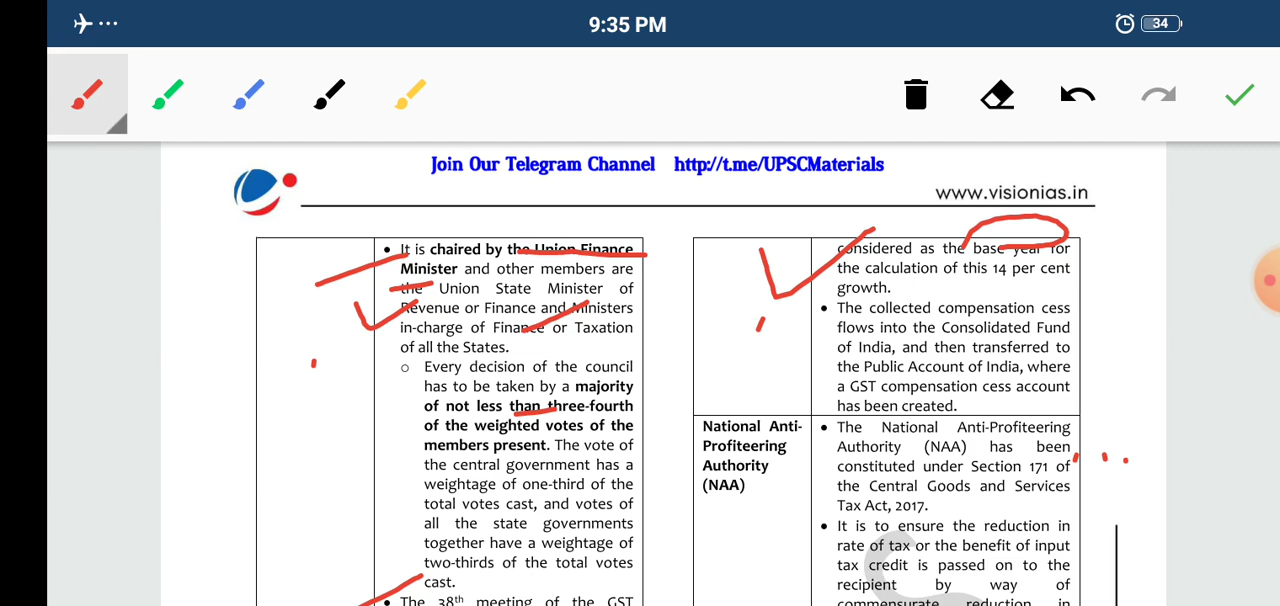 9:35 PM
34
Join Our Telegram Channel http://t.me/UPSCMaterials
www.visionias.in
• It is chaired by the Union Finance
Minister and other members are
the Union State Minister of
Revenue or Finance and Ministers
in-charge of Finance or Taxation
of all the States.
o Every decision of the council
has to be taken by a majority
of not less than three-fourth
of the weighted votes of the
members present. The vote of
the central government has a
weightage of one-third of the
total votes cast, and votes of
all the state governments
together have a weightage of
two-thirds of the total votes
cast.
• The 38th meeting of the GST
considered as the base year for
the calculation of this 14 per cent
growth.
• The collected compensation cess
flows into the Consolidated Fund
of India, and then transferred to
the Public Account of India, where
a GST compensation cess account
has been created.
National Anti-
Profiteering
Authority
(NAA)
• The National Anti-Profiteering
Authority (NAA) has been
constituted under Section 171 of
the Central Goods and Services
Tax Act, 2017.
• It is to ensure the reduction in
rate of tax or the benefit of input
tax credit is passed on to the
recipient by way of
commensurate reduction in